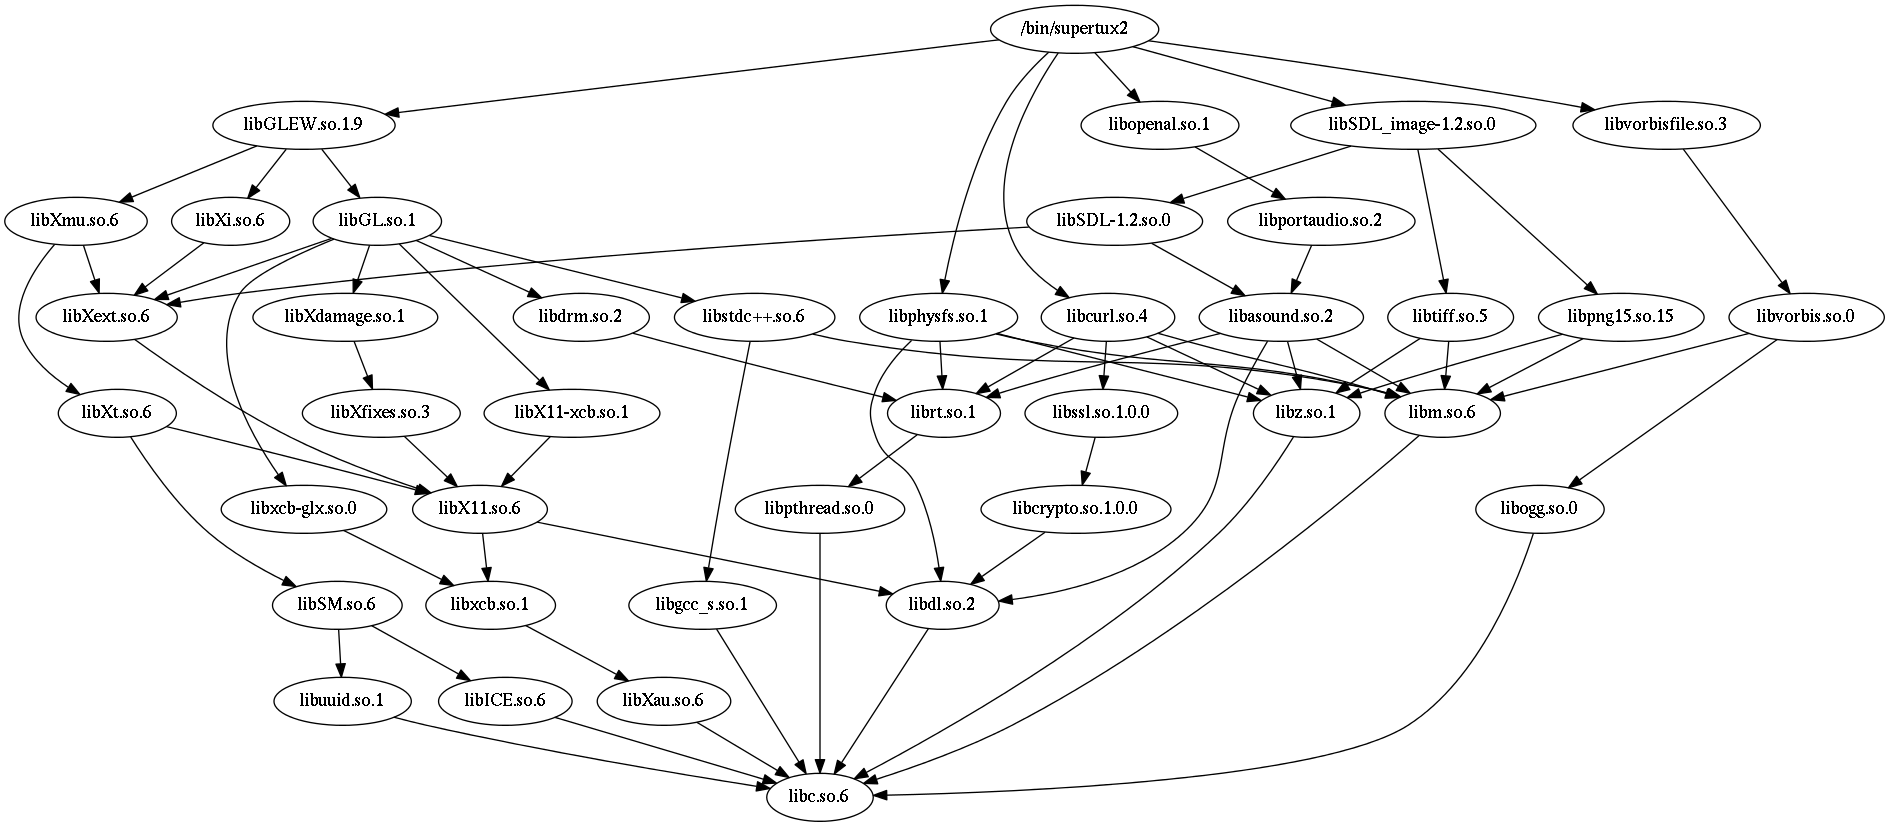 /bin/supertux2
libGLEW.so.1.9
libopenal.so.1
libSDL_image-1.2.so.0
libvorbisfile.so.3
libXmu.so.6
libXi.so.6
libGL.so.1
libSDL-1.2.so.0
libportaudio.so.2
libXext.so.6
libXdamage.so.1
libdrm.so.2
libstdc++.so.6
libphysfs.so.1
libcurl.so.4
libasound.so.2
libtiff.so.5
libpng15.so.15
libvorbis.so.0
libXt.so.6
libXfixes.so.3
libX11-xcb.so.1
librt.so.1
libssl.so.1.0.0
libz.so.1
libm.so.6
libxcb-glx.so.0
libX11.so.6
libpthread.so.0
libcrypto.so.1.0.0
libogg.so.0
libSM.so.6
libxcb.so.1
libgcc_s.so.1
libdl.so.2
libuuid.so.1
libICE.so.6
libXau.so.6
libc.so.6